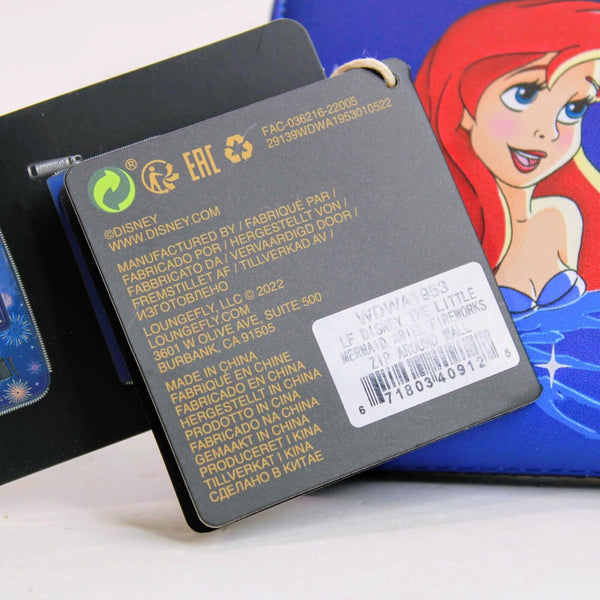 FAC-036216-22005
29139WDWA1953010522
® EAC
©DISNEY
WWW.DISNEY.COM
MANUFACTURED BY / FABRIQUÉ PAR /
FABRICADO POR / HERGESTELLT VON /
FABBRICATO DA / VERVAARDIGD DOOR /
FREMSTILLET AF / TILLVERKAD AV /
ИЗГОТОВЛЕНО
LOUNGEFLY, LLC © 2022
LOUNGEFLY.COM
3601 W OLIVE AVE. SUITE 500
BURBANK, CA 91505
MADE IN CHINA
FABRIQUÉ EN CHINE
FABRICADO EN CHINA
HERGESTELLT IN CHINA
PRODOTTO IN CINA
FABRICADO NA CHINA
GEMAAKT IN CHINA
PRODUCERET I KINA
TILLVERKAT I KINA
СДЕЛАНО В КИТАЕ
WDWA1953
LF DISNEY THE LITTLE
MERMAID ARIEL FIREWORKS
ZIP AROUND WALL
6 71803 40912 5